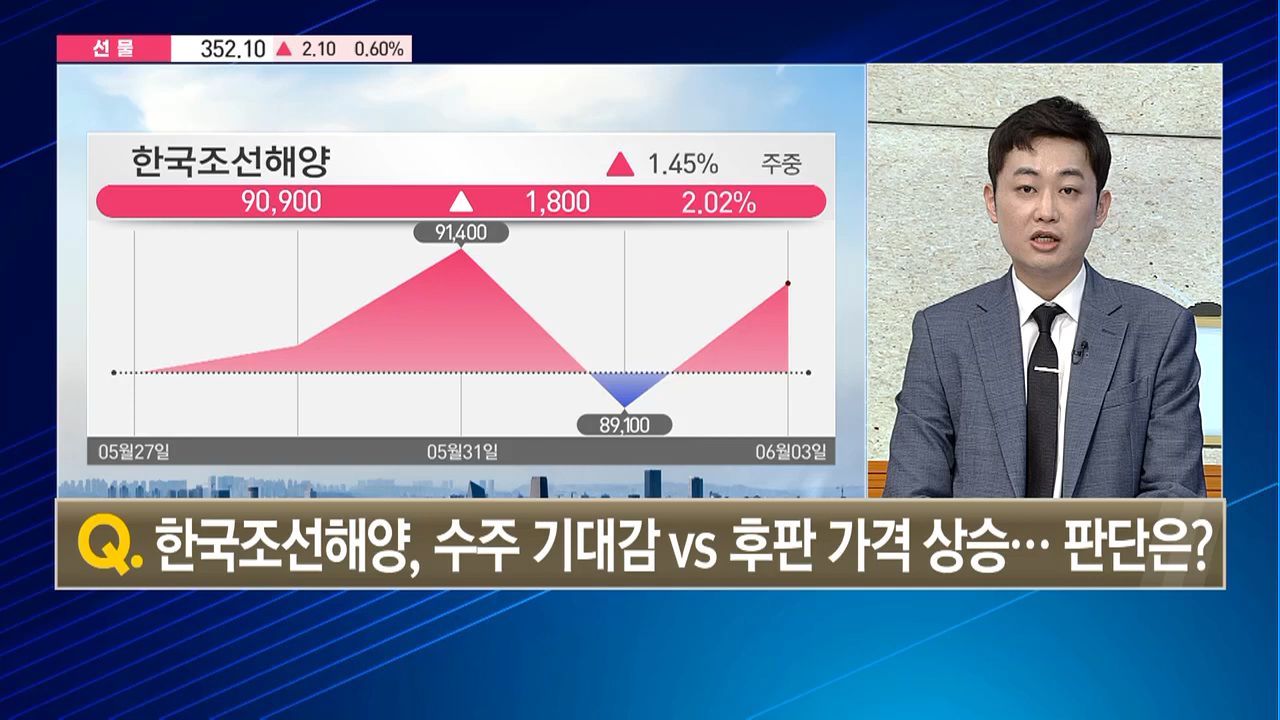 선물 352.10 ▲ 2.10 0.60%
한국조선해양 ▲ 1.45% 주중
90,900 ▲ 1,800 2.02%
91,400
89,100
05월27일 05월31일 06월03일
Q. 한국조선해양, 수주 기대감 vs 후판 가격 상승… 판단은?